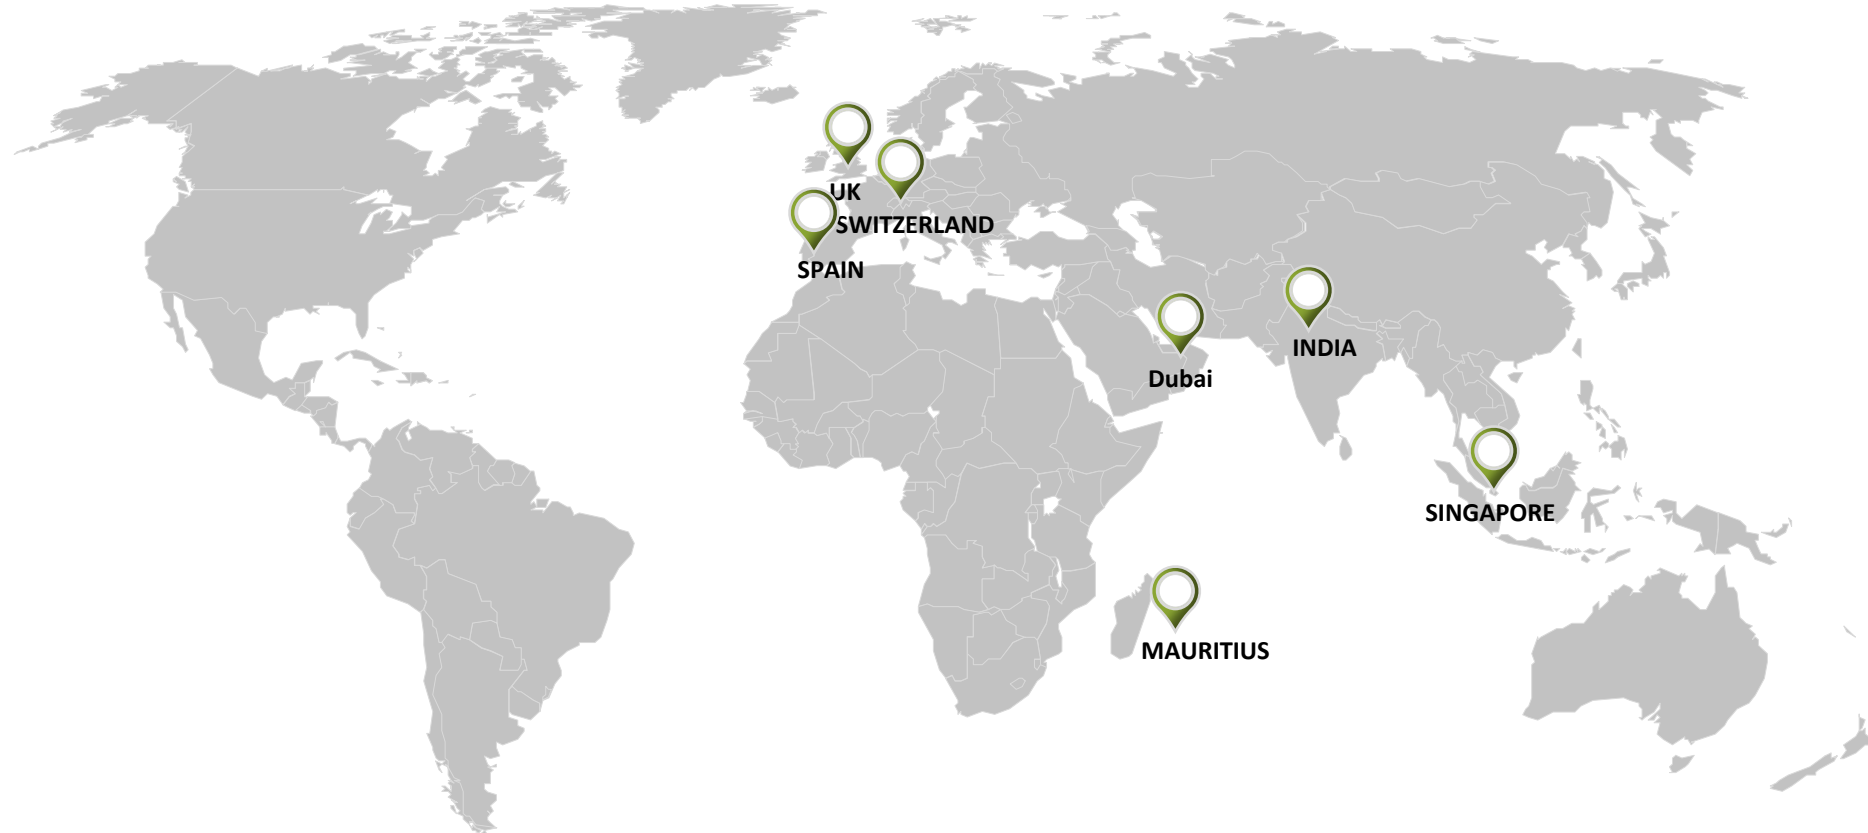 UK
SWITZERLAND
SPAIN
INDIA
Dubai
SINGAPORE
MAURITIUS